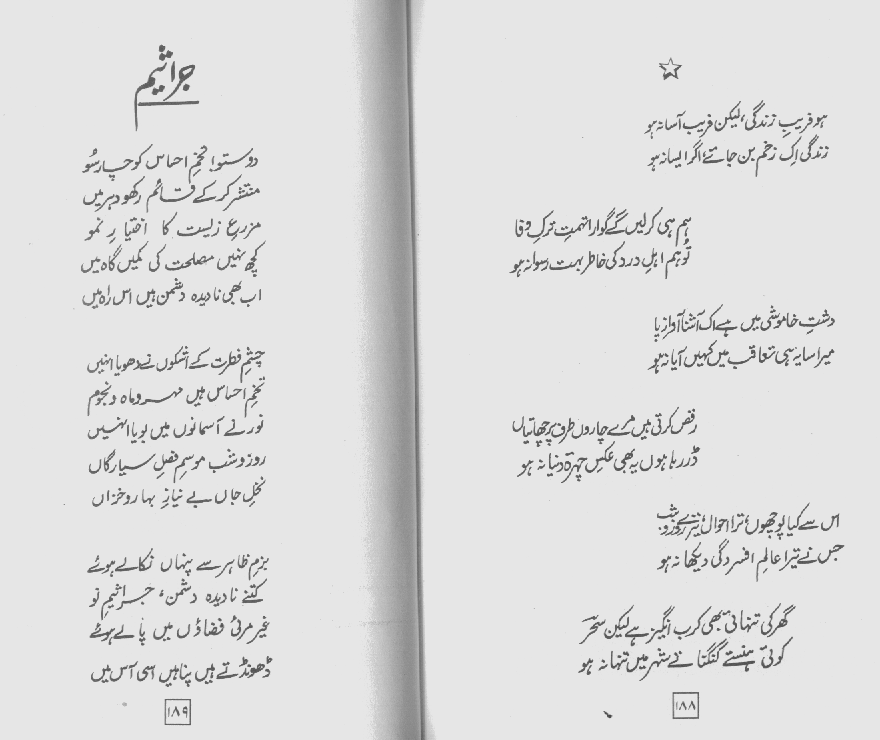 ہو فریبِ زندگی، لیکن فریب آسا نہ ہو
زندگی اِک زخم بن جائے، اگر ایسا نہ ہو
ہم ہی کر لیں گے گوارا تہمتِ ترکِ وفا
تُو ہم اہلِ درد کی خاطر بہت رسوا نہ ہو
دشتِ خاموشی میں ہے اک آشنا آوازِ پا
میرا سایہ ہی تعاقب میں کہیں آیا نہ ہو
رقص کرتی ہیں مرے چاروں طرف پرچھائیاں
ڈر رہا ہوں یہ بھی عکسِ چہرۂ دنیا نہ ہو
اس سے کیا پوچھوں، ترا احوال، تیرے روز و شب
جس نے تیرا عالمِ افسردگی دیکھا نہ ہو
گھر کی تنہائی بھی کرب انگیز ہے لیکن سحرؔ
کوئی ہنستے گنگناتے شہر میں تنہا نہ ہو
۱۸۸
جراثیم
دوستو! تخمِ احساس کو چار سُو
منتشر کر کے قائم رکھو دہر میں
مزرعِ زیست کا اختیارِ نمو
کچھ نہیں مصلحت کی کمیں گاہ میں
اب بھی نادیدہ دشمن ہیں اس راہ میں
چشمِ فطرت کے اشکوں نے دھویا انہیں
تخمِ احساس ہیں مہر و ماہ و نجوم
نور نے آسمانوں میں بویا انہیں
روز و شب موسمِ فصلِ سیارگاں
نخلِ جاں بے نیازِ بہار و خزاں
بزمِ ظاہر سے پنہاں نکالے ہوئے
کتنے نادیدہ دشمن، جراثیمِ نو
غیر مرئی فضاؤں میں پالے ہوئے
ڈھونڈتے ہیں پناہیں اسی آس میں
۱۸۹